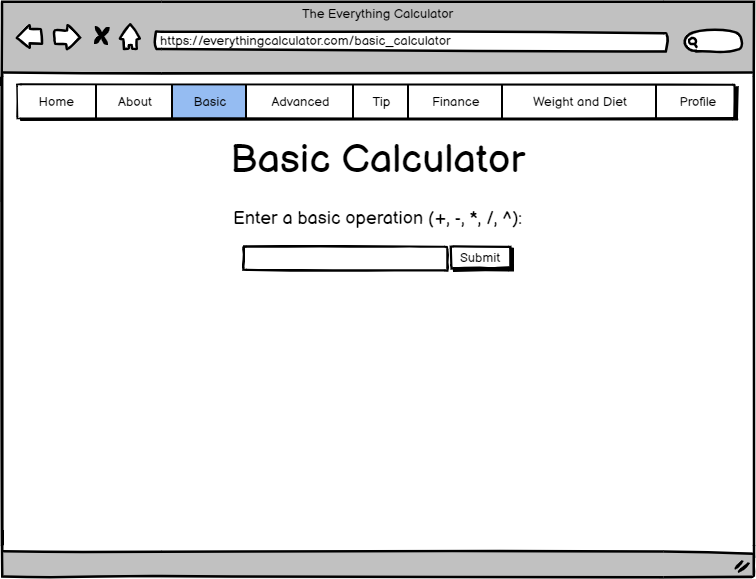 The Everything Calculator
https://everythingcalculator.com/basic_calculator
Home About Basic Advanced Tip Finance Weight and Diet Profile
Basic Calculator
Enter a basic operation (+, -, *, /, ^):
Submit